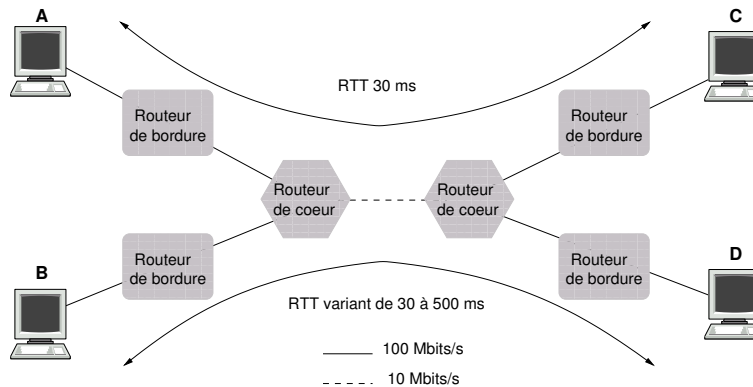 A
C
RTT 30 ms
Routeur
de bordure
Routeur
de bordure
Routeur
de coeur
Routeur
de coeur
B
Routeur
de bordure
Routeur
de bordure
D
RTT variant de 30 à 500 ms
100 Mbits/s
10 Mbits/s